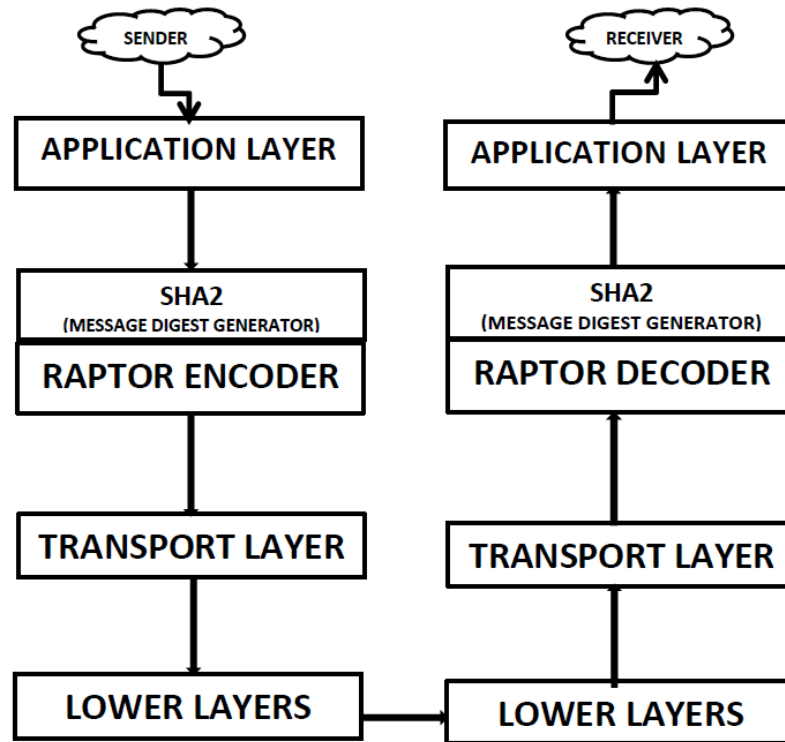 SENDER
APPLICATION LAYER
SHA2
(MESSAGE DIGEST GENERATOR)
RAPTOR ENCODER
TRANSPORT LAYER
LOWER LAYERS
RECEIVER
APPLICATION LAYER
SHA2
(MESSAGE DIGEST GENERATOR)
RAPTOR DECODER
TRANSPORT LAYER
LOWER LAYERS